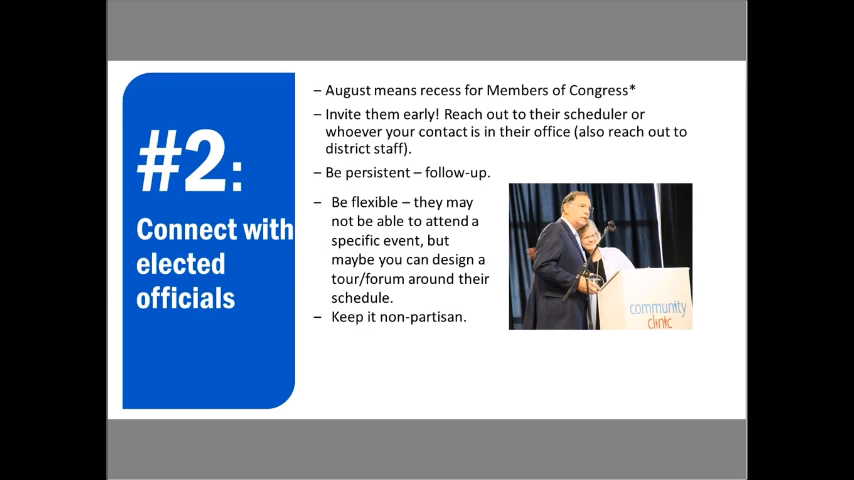 #2:
Connect with
elected
officials
– August means recess for Members of Congress*
– Invite them early! Reach out to their scheduler or
whoever your contact is in their office (also reach out to
district staff).
– Be persistent – follow-up.
– Be flexible – they may
not be able to attend a
specific event, but
maybe you can design a
tour/forum around their
schedule.
– Keep it non-partisan.
community
clinic